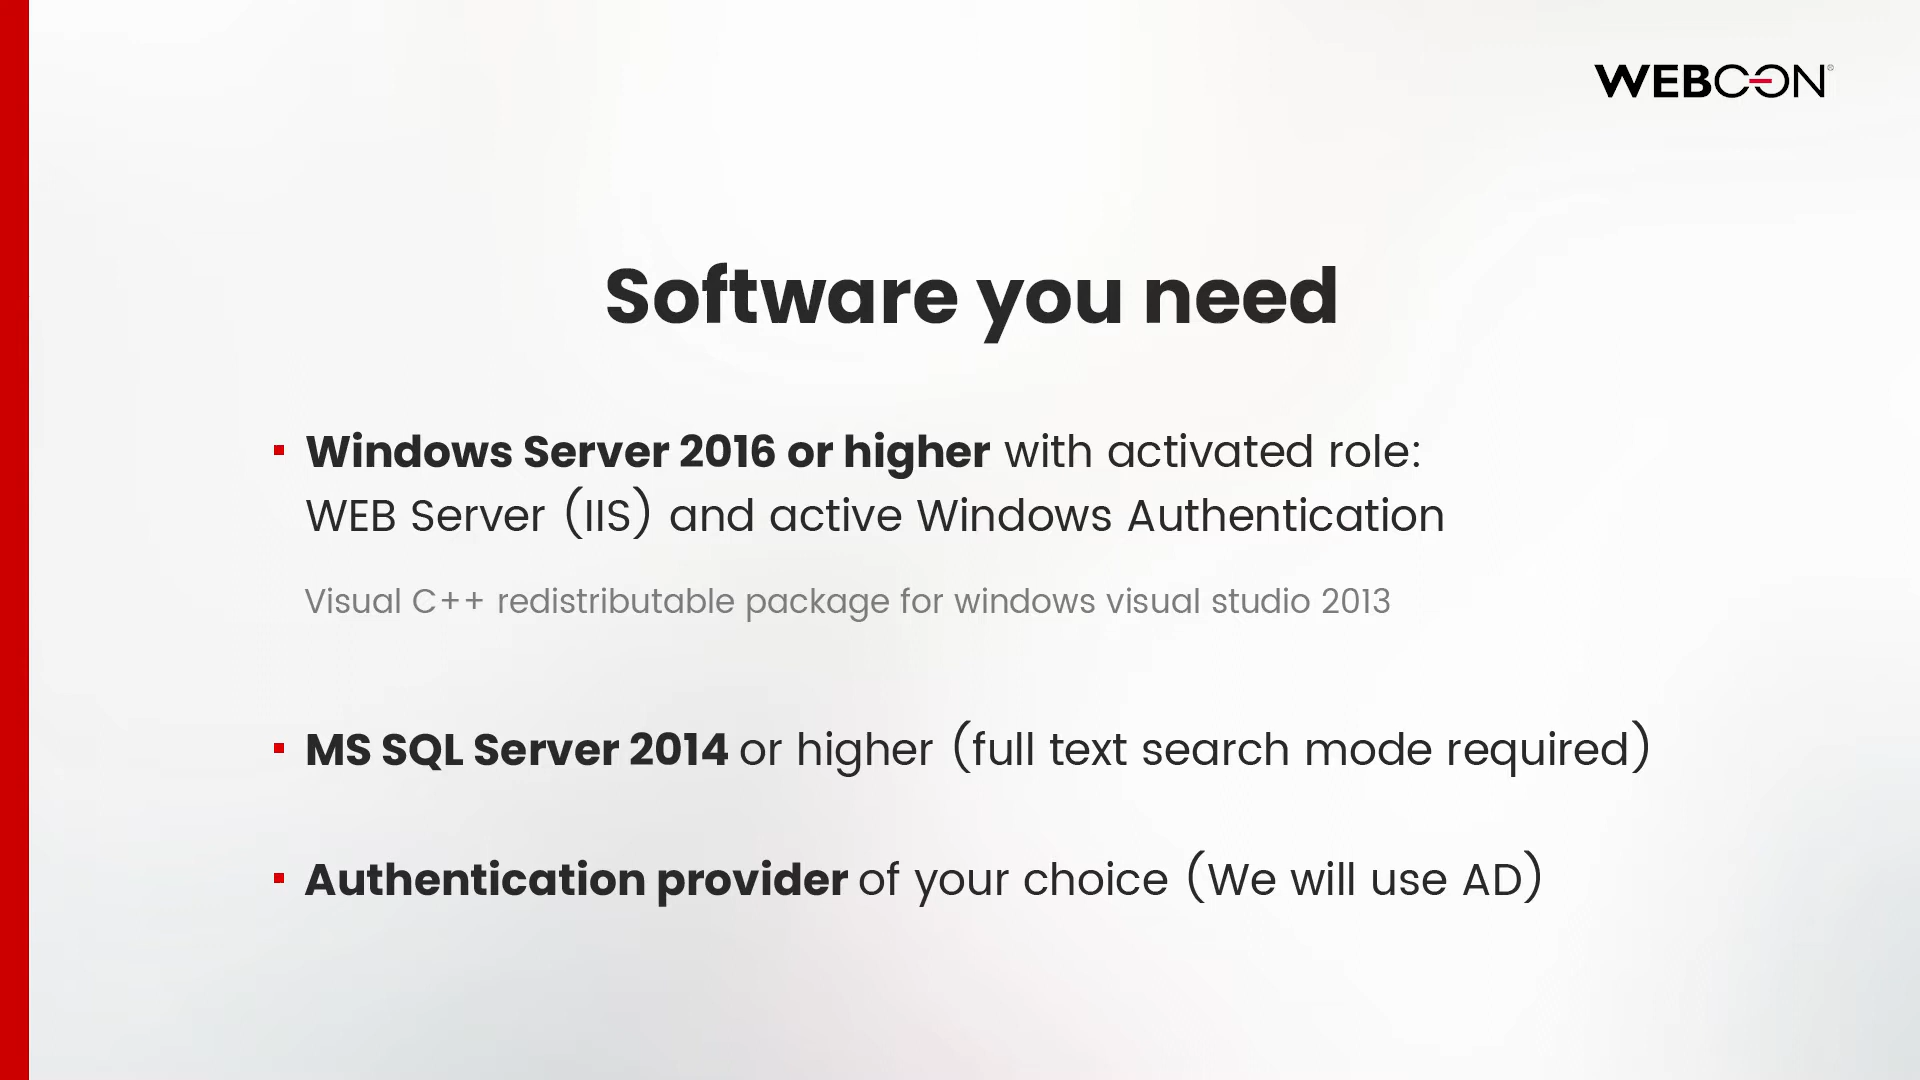 WEBCON®
Software you need
Windows Server 2016 or higher with activated role:
WEB Server (IIS) and active Windows Authentication
Visual C++ redistributable package for windows visual studio 2013
MS SQL Server 2014 or higher (full text search mode required)
Authentication provider of your choice (We will use AD)